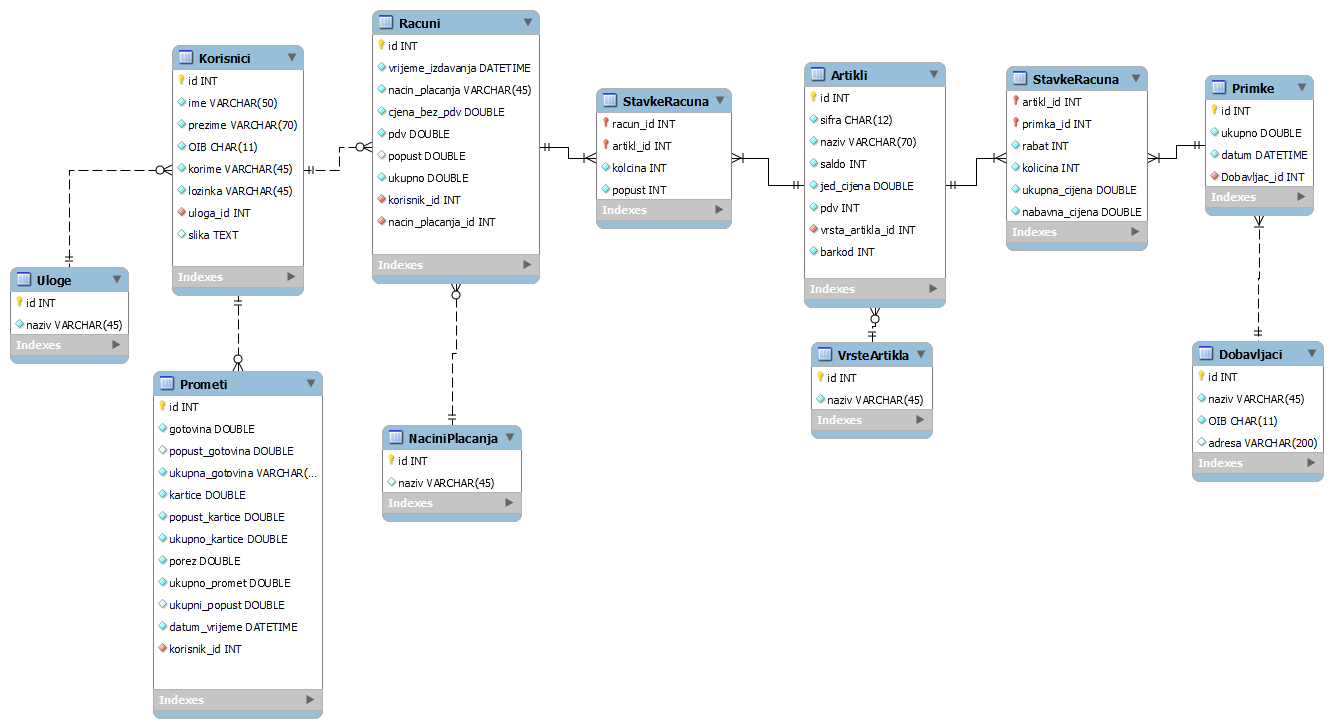 Korisnici
id INT
ime VARCHAR(50)
prezime VARCHAR(70)
OIB CHAR(11)
korime VARCHAR(45)
lozinka VARCHAR(45)
uloga_id INT
slika TEXT
Indexes
Racuni
id INT
vrijeme_izdavanja DATETIME
nacin_placanja VARCHAR(45)
cjena_bez_pdv DOUBLE
pdv DOUBLE
popust DOUBLE
ukupno DOUBLE
korisnik_id INT
nacin_placanja_id INT
Indexes
StavkeRacuna
racun_id INT
artikl_id INT
kolcina INT
popust INT
Indexes
Artikli
id INT
sifra CHAR(12)
naziv VARCHAR(70)
saldo INT
jed_cijena DOUBLE
pdv INT
vrsta_artikla_id INT
barkod INT
Indexes
StavkeRacuna
artikl_id INT
primka_id INT
rabat INT
kolicina INT
ukupna_cijena DOUBLE
nabavna_cijena DOUBLE
Indexes
Primke
id INT
ukupno DOUBLE
datum DATETIME
Dobavljac_id INT
Indexes
Uloge
id INT
naziv VARCHAR(45)
Indexes
Prometi
id INT
gotovina DOUBLE
popust_gotovina DOUBLE
ukupna_gotovina VARCHAR(...
kartice DOUBLE
popust_kartice DOUBLE
ukupno_kartice DOUBLE
porez DOUBLE
ukupno_promet DOUBLE
ukupni_popust DOUBLE
datum_vrijeme DATETIME
korisnik_id INT
Indexes
NaciniPlacanja
id INT
naziv VARCHAR(45)
Indexes
VrsteArtikla
id INT
naziv VARCHAR(45)
Indexes
Dobavljaci
id INT
naziv VARCHAR(45)
OIB CHAR(11)
adresa VARCHAR(200)
Indexes